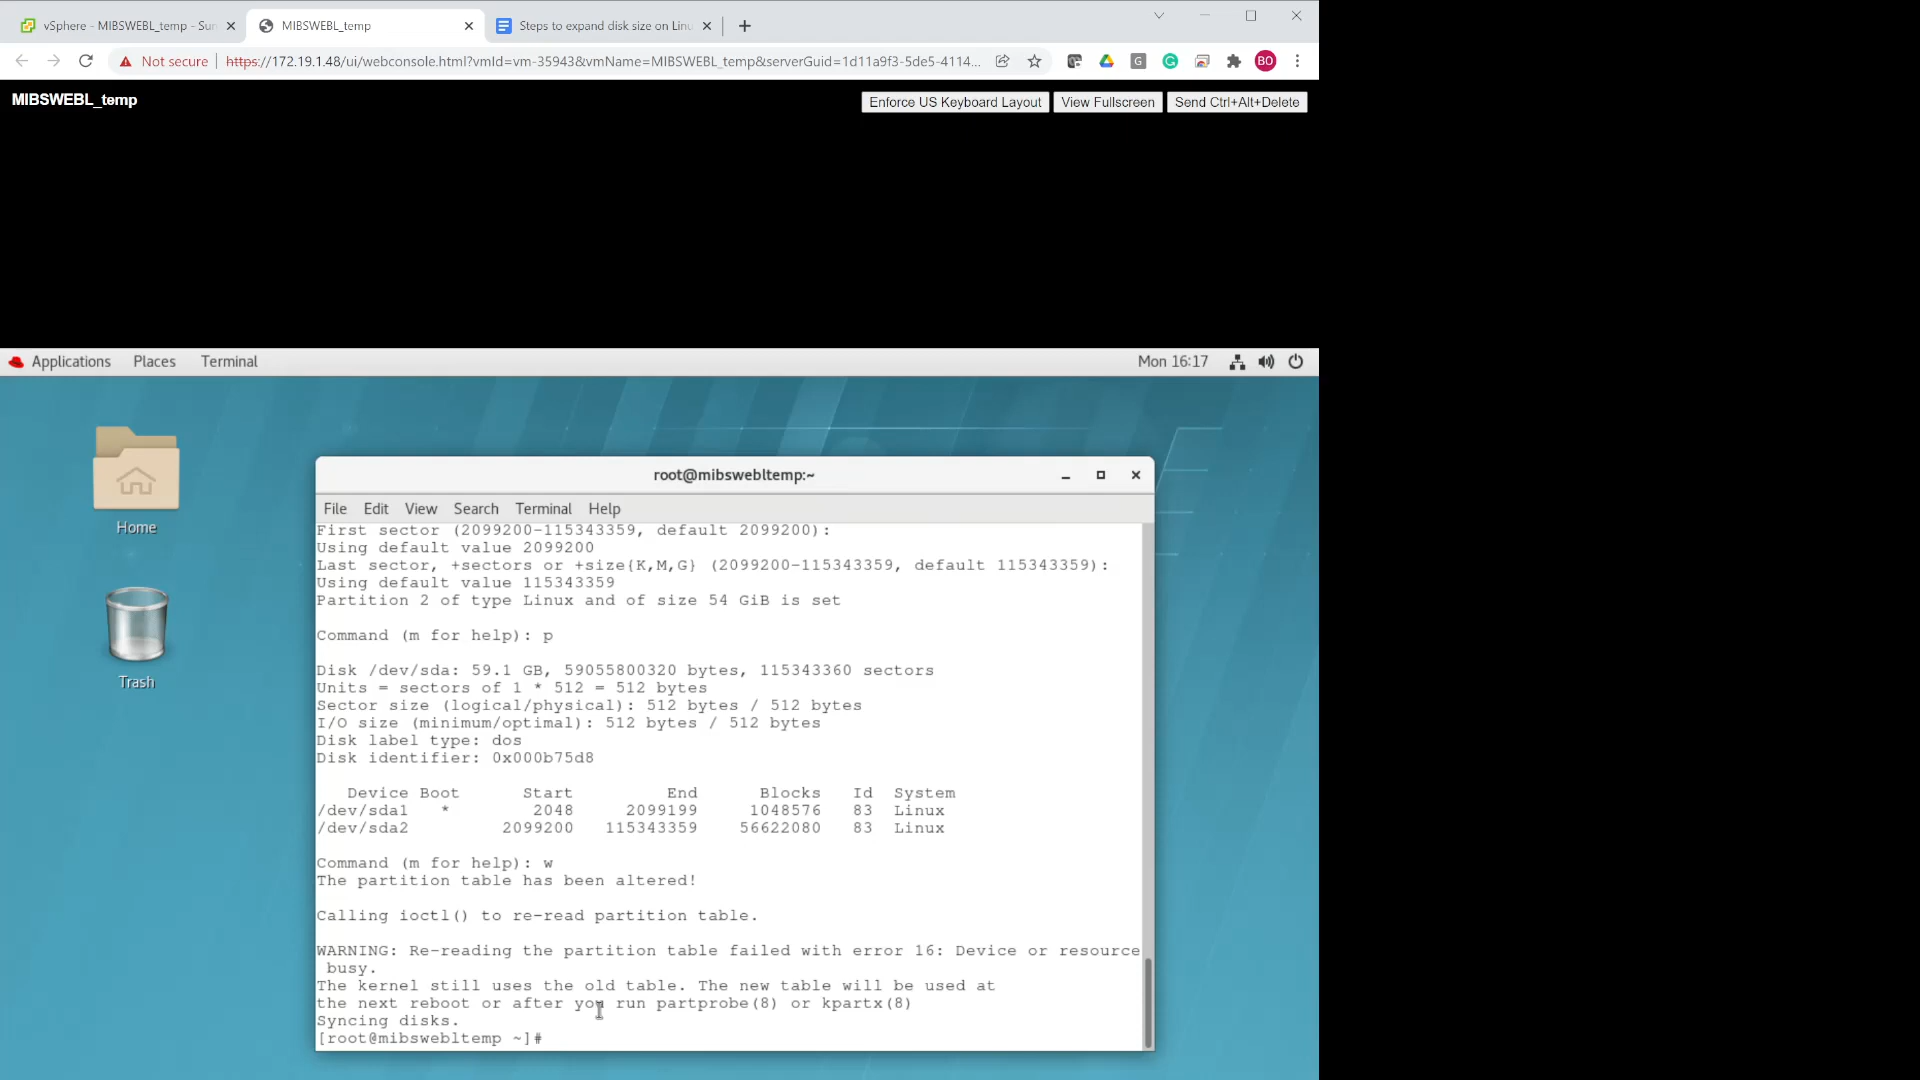 vSphere - MIBSWEBL_temp - Sun
MIBSWEBL_temp
Steps to expand disk size on Linu
Not secure
https://172.19.1.48/ui/webconsole.html?vmId=vm-35943&vmName=MIBSWEBL_temp&serverGuid=1d11a9f3-5de5-4114...
G
BO
MIBSWEBL_temp
Enforce US Keyboard Layout
View Fullscreen
Send Ctrl+Alt+Delete
Applications Places Terminal
Mon 16:17
Home
Trash
root@mibswebltemp:~
File Edit View Search Terminal Help
First sector (2099200-115343359, default 2099200):
Using default value 2099200
Last sector, +sectors or +size{K,M,G} (2099200-115343359, default 115343359):
Using default value 115343359
Partition 2 of type Linux and of size 54 GiB is set
Command (m for help): p
Disk /dev/sda: 59.1 GB, 59055800320 bytes, 115343360 sectors
Units = sectors of 1 * 512 = 512 bytes
Sector size (logical/physical): 512 bytes / 512 bytes
I/O size (minimum/optimal): 512 bytes / 512 bytes
Disk label type: dos
Disk identifier: 0x000b75d8
Device Boot Start End Blocks Id System
/dev/sda1 * 2048 2099199 1048576 83 Linux
/dev/sda2 2099200 115343359 56622080 83 Linux
Command (m for help): w
The partition table has been altered!
Calling ioctl() to re-read partition table.
WARNING: Re-reading the partition table failed with error 16: Device or resource
busy.
The kernel still uses the old table. The new table will be used at
the next reboot or after you run partprobe(8) or kpartx(8)
Syncing disks.
[root@mibswebltemp ~]#